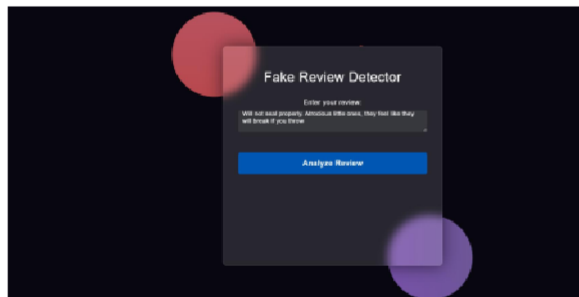 Fake Review Detector
Enter your review:
Will not seal properly. Atrocious little ones, they feel like they
will break if you throw
Analyze Review